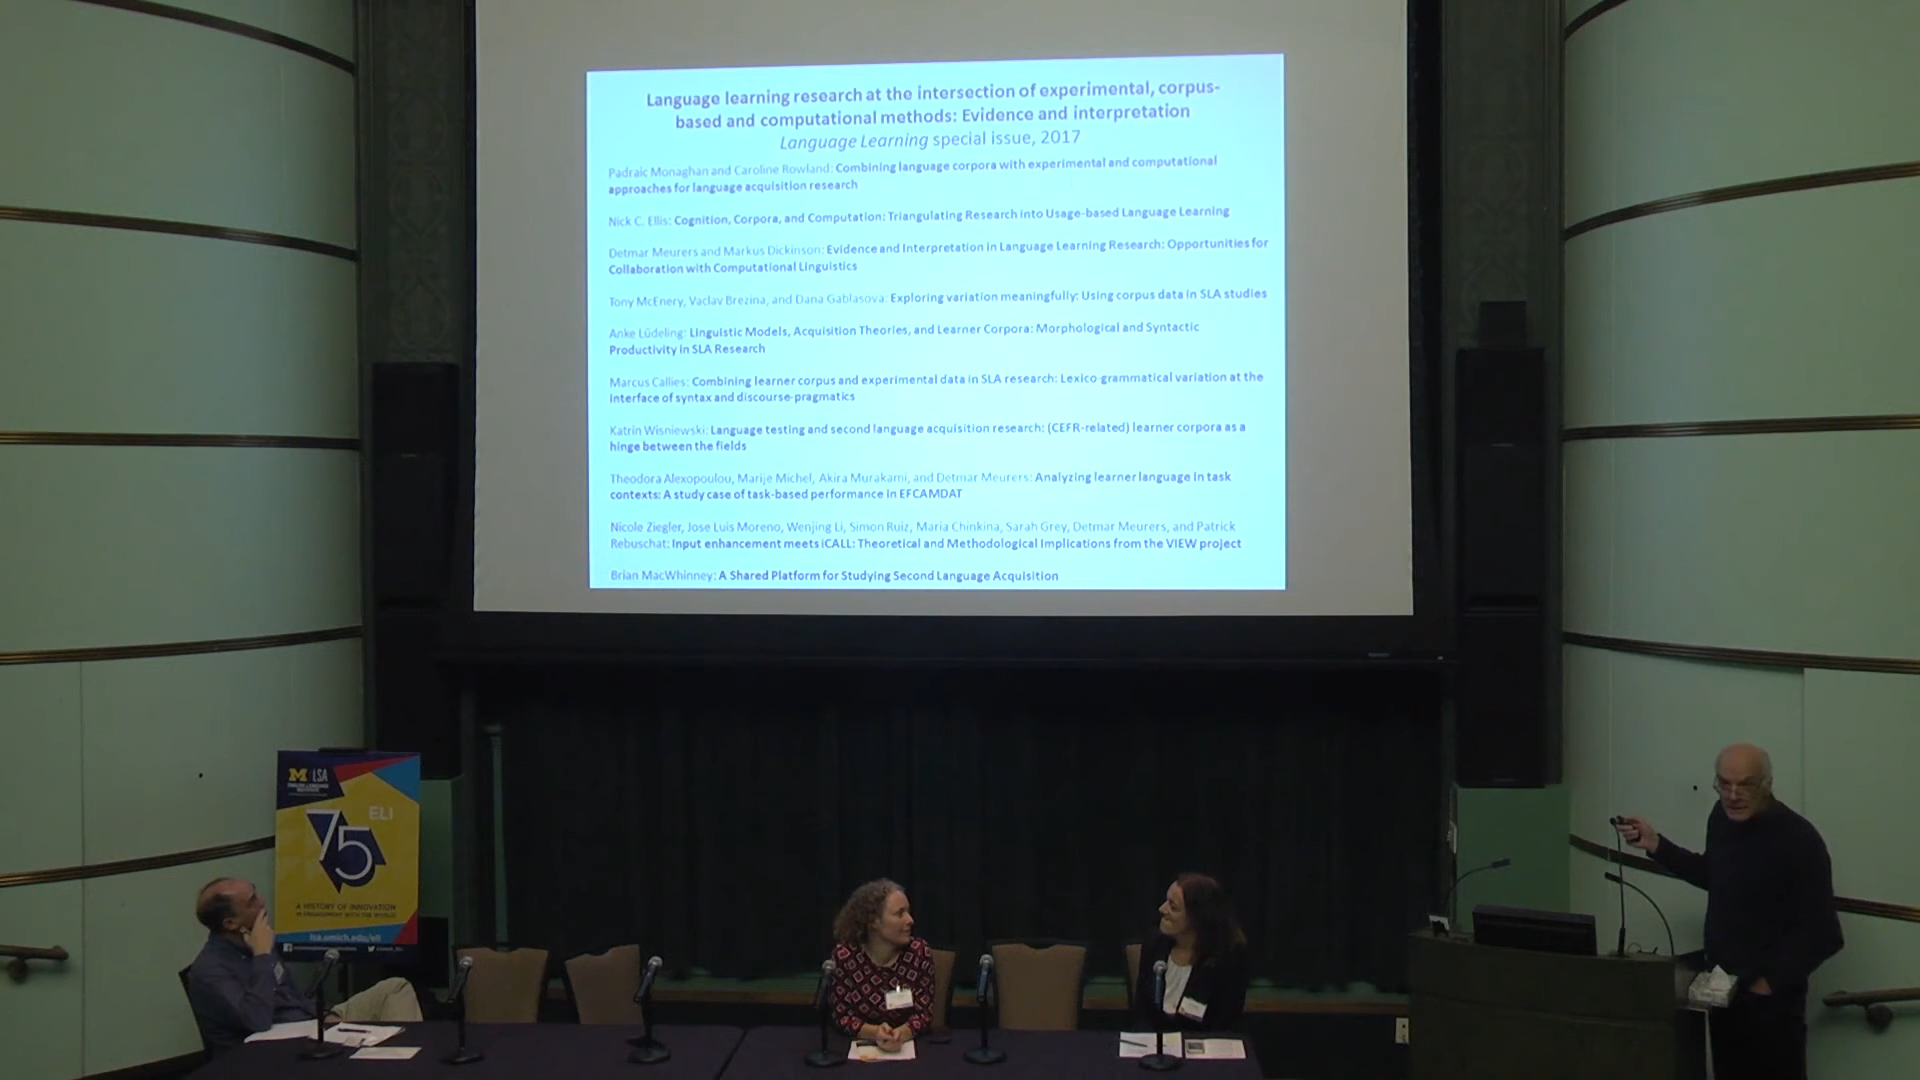 Language learning research at the intersection of experimental, corpus-
based and computational methods: Evidence and interpretation
Language Learning special issue, 2017
Padraic Monaghan and Caroline Rowland: Combining language corpora with experimental and computational
approaches for language acquisition research
Nick C. Ellis: Cognition, Corpora, and Computation: Triangulating Research into Usage-based Language Learning
Detmar Meurers and Markus Dickinson: Evidence and Interpretation in Language Learning Research: Opportunities for
Collaboration with Computational Linguistics
Tony McEnery, Vaclav Brezina, and Dana Gablasova: Exploring variation meaningfully: Using corpus data in SLA studies
Anke Lüdeling: Linguistic Models, Acquisition Theories, and Learner Corpora: Morphological and Syntactic
Productivity in SLA Research
Marcus Callies: Combining learner corpus and experimental data in SLA research: Lexico-grammatical variation at the
interface of syntax and discourse-pragmatics
Katrin Wisniewski: Language testing and second language acquisition research: (CEFR-related) learner corpora as a
hinge between the fields
Theodora Alexopoulou, Marije Michel, Akira Murakami, and Detmar Meurers: Analyzing learner language in task
contexts: A study case of task-based performance in EFCAMDAT
Nicole Ziegler, Jose Luis Moreno, Wenjing Li, Simon Ruiz, Maria Chinkina, Sarah Grey, Detmar Meurers, and Patrick
Rebuschat: Input enhancement meets iCALL: Theoretical and Methodological Implications from the VIEW project
Brian MacWhinney: A Shared Platform for Studying Second Language Acquisition
M LSA
ENGLISH LANGUAGE
INSTITUTE
ELI
75
A HISTORY OF INNOVATION
IN ENGAGEMENT WITH THE WORLD
lsa.umich.edu/eli